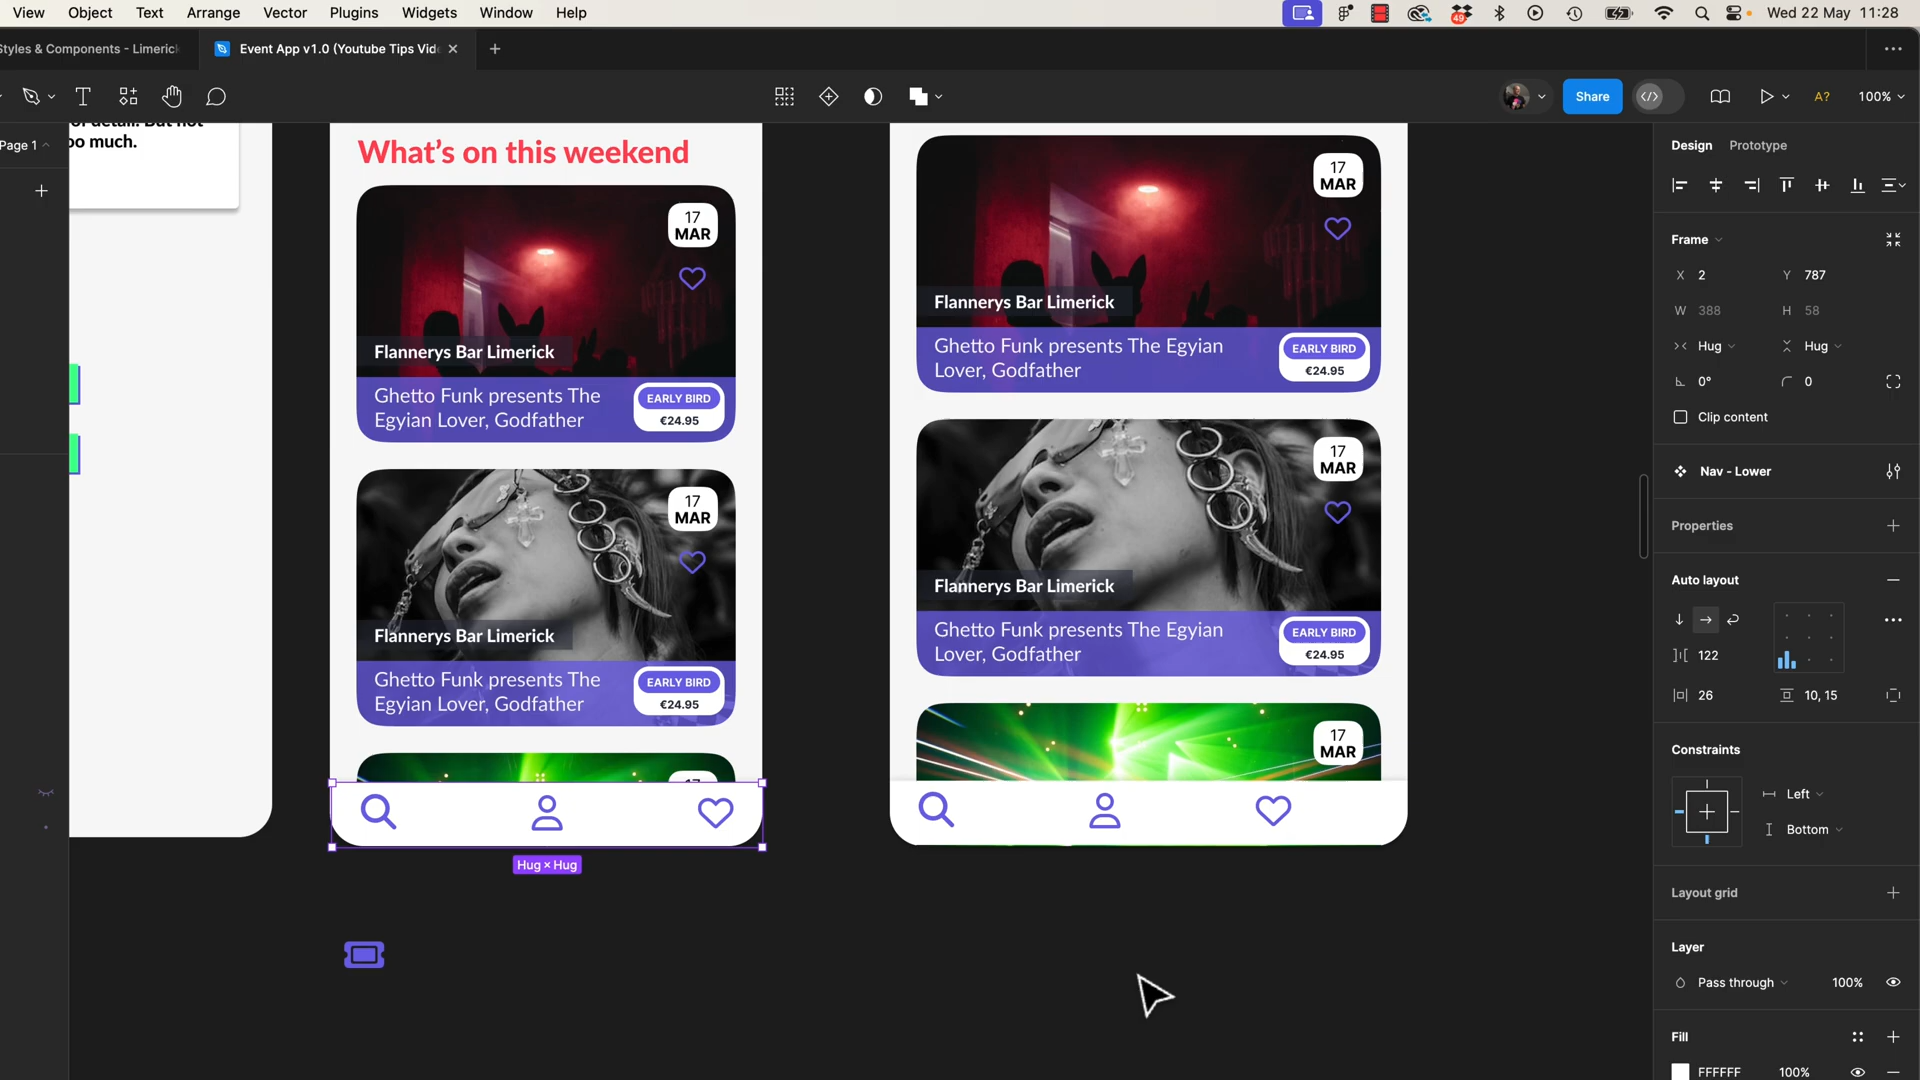 View Object Text Arrange Vector Plugins Widgets Window Help
49
Wed 22 May 11:28
Styles & Components - Limerick
Event App v1.0 (Youtube Tips Vide
Share
A?
100%
Page 1
oo much.
What's on this weekend
17
MAR
Flannerys Bar Limerick
Ghetto Funk presents The
Egyian Lover, Godfather
EARLY BIRD
€24.95
17
MAR
Flannerys Bar Limerick
Ghetto Funk presents The
Egyian Lover, Godfather
EARLY BIRD
€24.95
17
Hug × Hug
17
MAR
Flannerys Bar Limerick
Ghetto Funk presents The Egyian
Lover, Godfather
EARLY BIRD
€24.95
17
MAR
Flannerys Bar Limerick
Ghetto Funk presents The Egyian
Lover, Godfather
EARLY BIRD
€24.95
17
MAR
Design Prototype
Frame
X 2 Y 787
W 388 H 58
Hug Hug
0° 0
Clip content
Nav - Lower
Properties
Auto layout
122
26 10, 15
Constraints
Left
Bottom
Layout grid
Layer
Pass through 100%
Fill
FFFFFF 100%